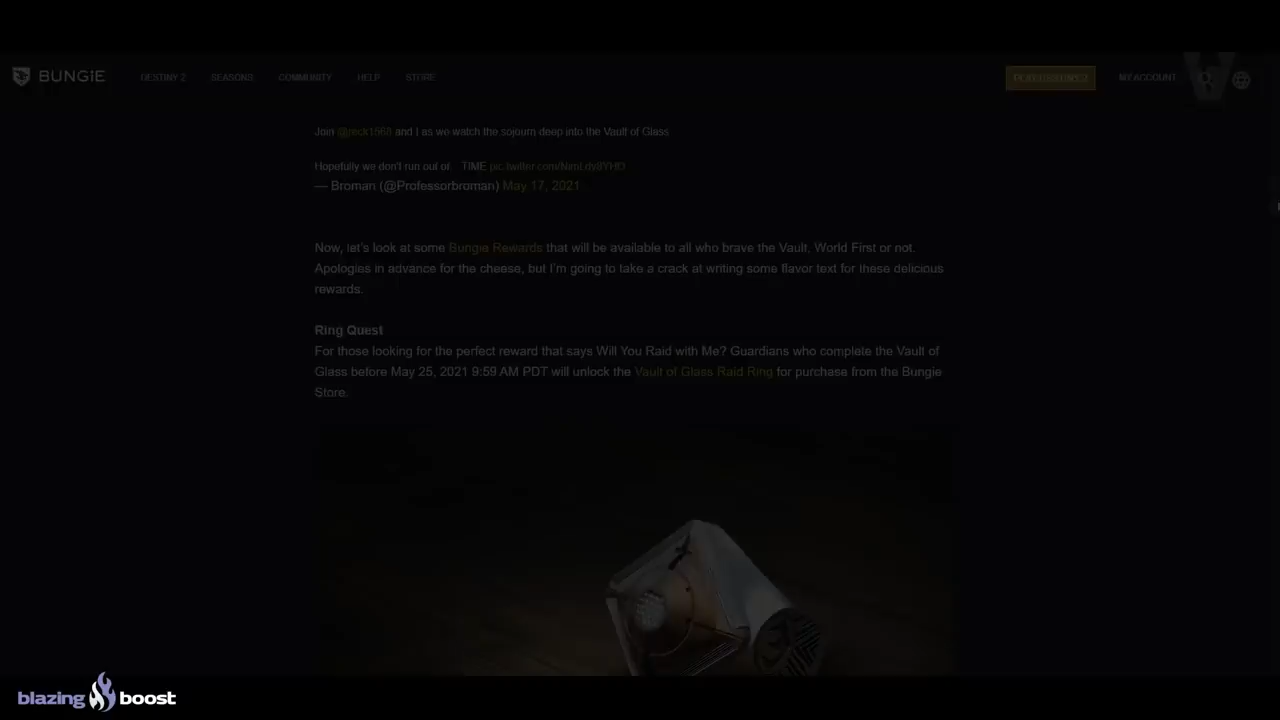 BUNGIE
DESTINY 2 SEASONS COMMUNITY HELP STORE
MY ACCOUNT
Join @reck1568 and I as we watch the sojourn deep into the Vault of Glass
Hopefully we don't run out of TIME
— Broman (@Professorbroman) May 17, 2021
Now, let's look at some Bungie Rewards that will be available to all who brave the Vault, World First or not.
Apologies in advance for the cheese, but I'm going to take a crack at writing some flavor text for these delicious
rewards.
Ring Quest
For those looking for the perfect reward that says Will You Raid with Me? Guardians who complete the Vault of
Glass before May 25, 2021 9:59 AM PDT will unlock the Vault of Glass Raid Ring for purchase from the Bungie
Store.
blazing boost